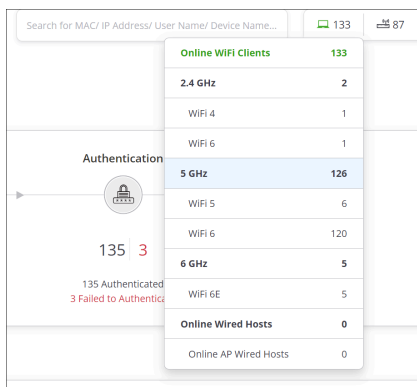 Search for MAC/ IP Address/ User Name/ Device Name...
133
87
Online WiFi Clients 133
2.4 GHz 2
WiFi 4 1
WiFi 6 1
5 GHz 126
WiFi 5 6
WiFi 6 120
6 GHz 5
WiFi 6E 5
Online Wired Hosts 0
Online AP Wired Hosts 0
Authentication
135 3
135 Authenticated
3 Failed to